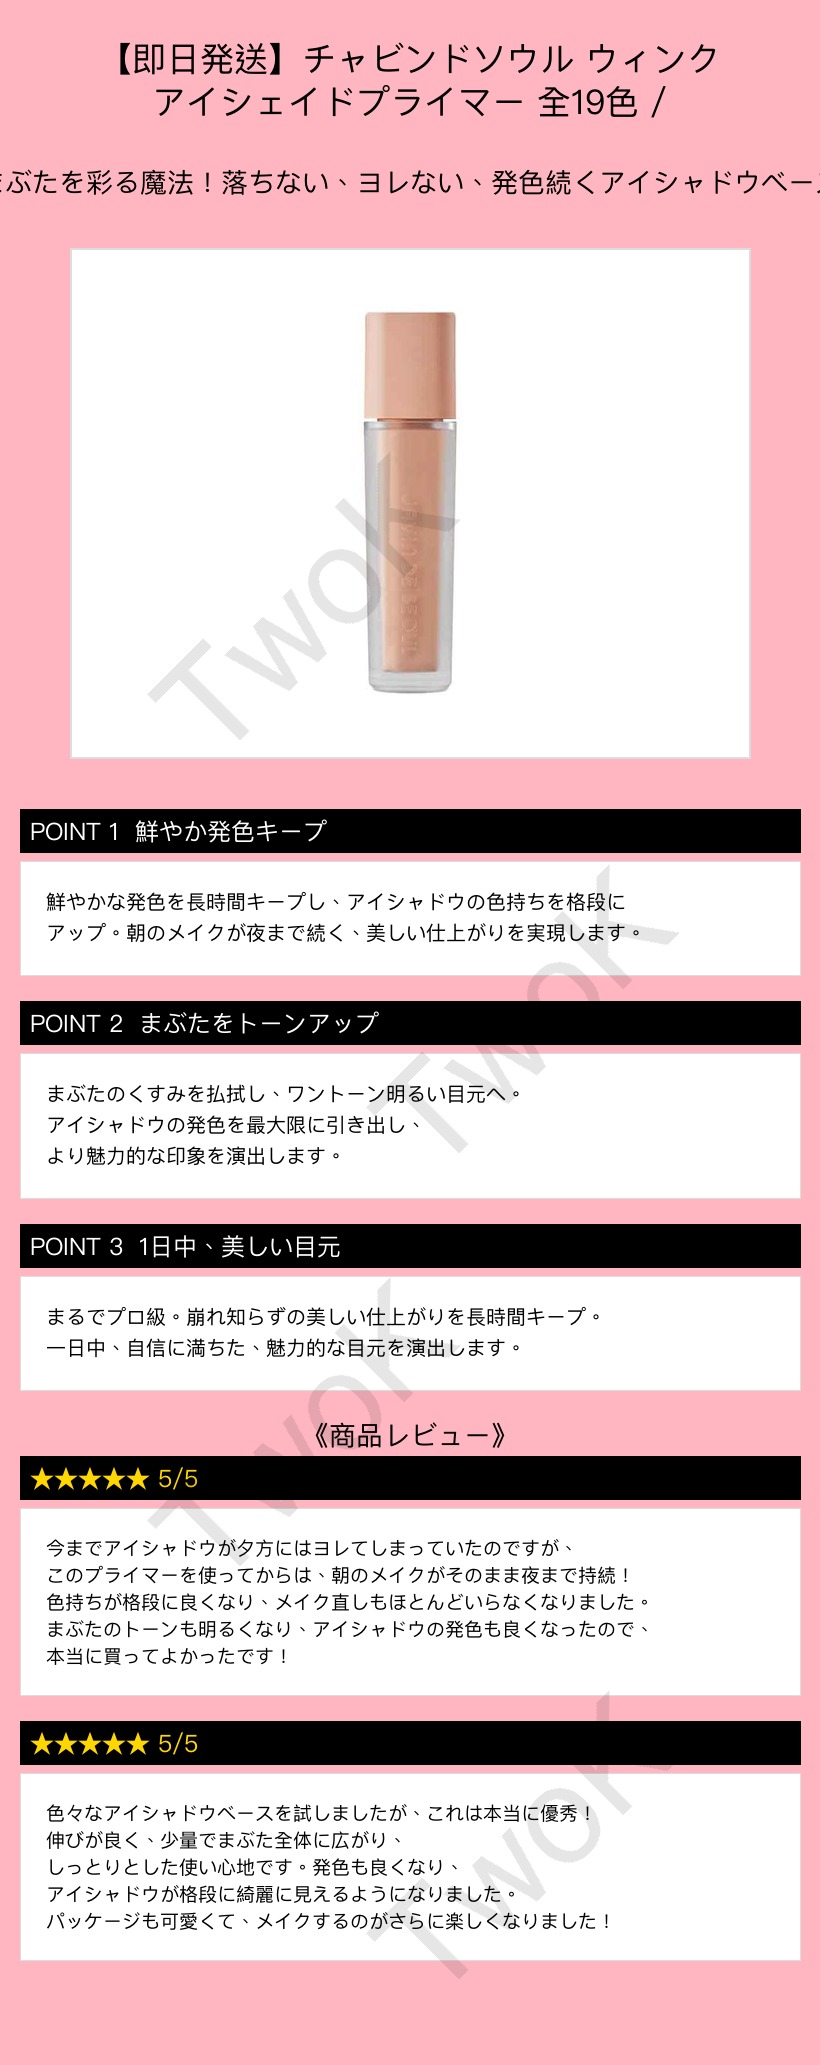 【即日発送】チャビンドソウル ウィンク
アイシェイドプライマー 全19色 /
ぶたを彩る魔法！落ちない、ヨレない、発色続くアイシャドウベー
TwoK
POINT 1 鮮やか発色キープ
鮮やかな発色を長時間キープし、アイシャドウの色持ちを格段に
アップ。朝のメイクが夜まで続く、美しい仕上がりを実現します。
TwoK
POINT 2 まぶたをトーンアップ
まぶたのくすみを払拭し、ワントーン明るい目元へ。
アイシャドウの発色を最大限に引き出し、
より魅力的な印象を演出します。
POINT 3 1日中、美しい目元
まるでプロ級。崩れ知らずの美しい仕上がりを長時間キープ。
一日中、自信に満ちた、魅力的な目元を演出します。
TwoK
《商品レビュー》
★★★★★ 5/5
今までアイシャドウが夕方にはヨレてしまっていたのですが、
このプライマーを使ってからは、朝のメイクがそのまま夜まで持続！
色持ちが格段に良くなり、メイク直しもほとんどいらなくなりました。
まぶたのトーンも明るくなり、アイシャドウの発色も良くなったので、
本当に買ってよかったです！
★★★★★ 5/5
色々なアイシャドウベースを試しましたが、これは本当に優秀！
伸びが良く、少量でまぶた全体に広がり、
しっとりとした使い心地です。発色も良くなり、
アイシャドウが格段に綺麗に見えるようになりました。
パッケージも可愛くて、メイクするのがさらに楽しくなりました！
TwoK